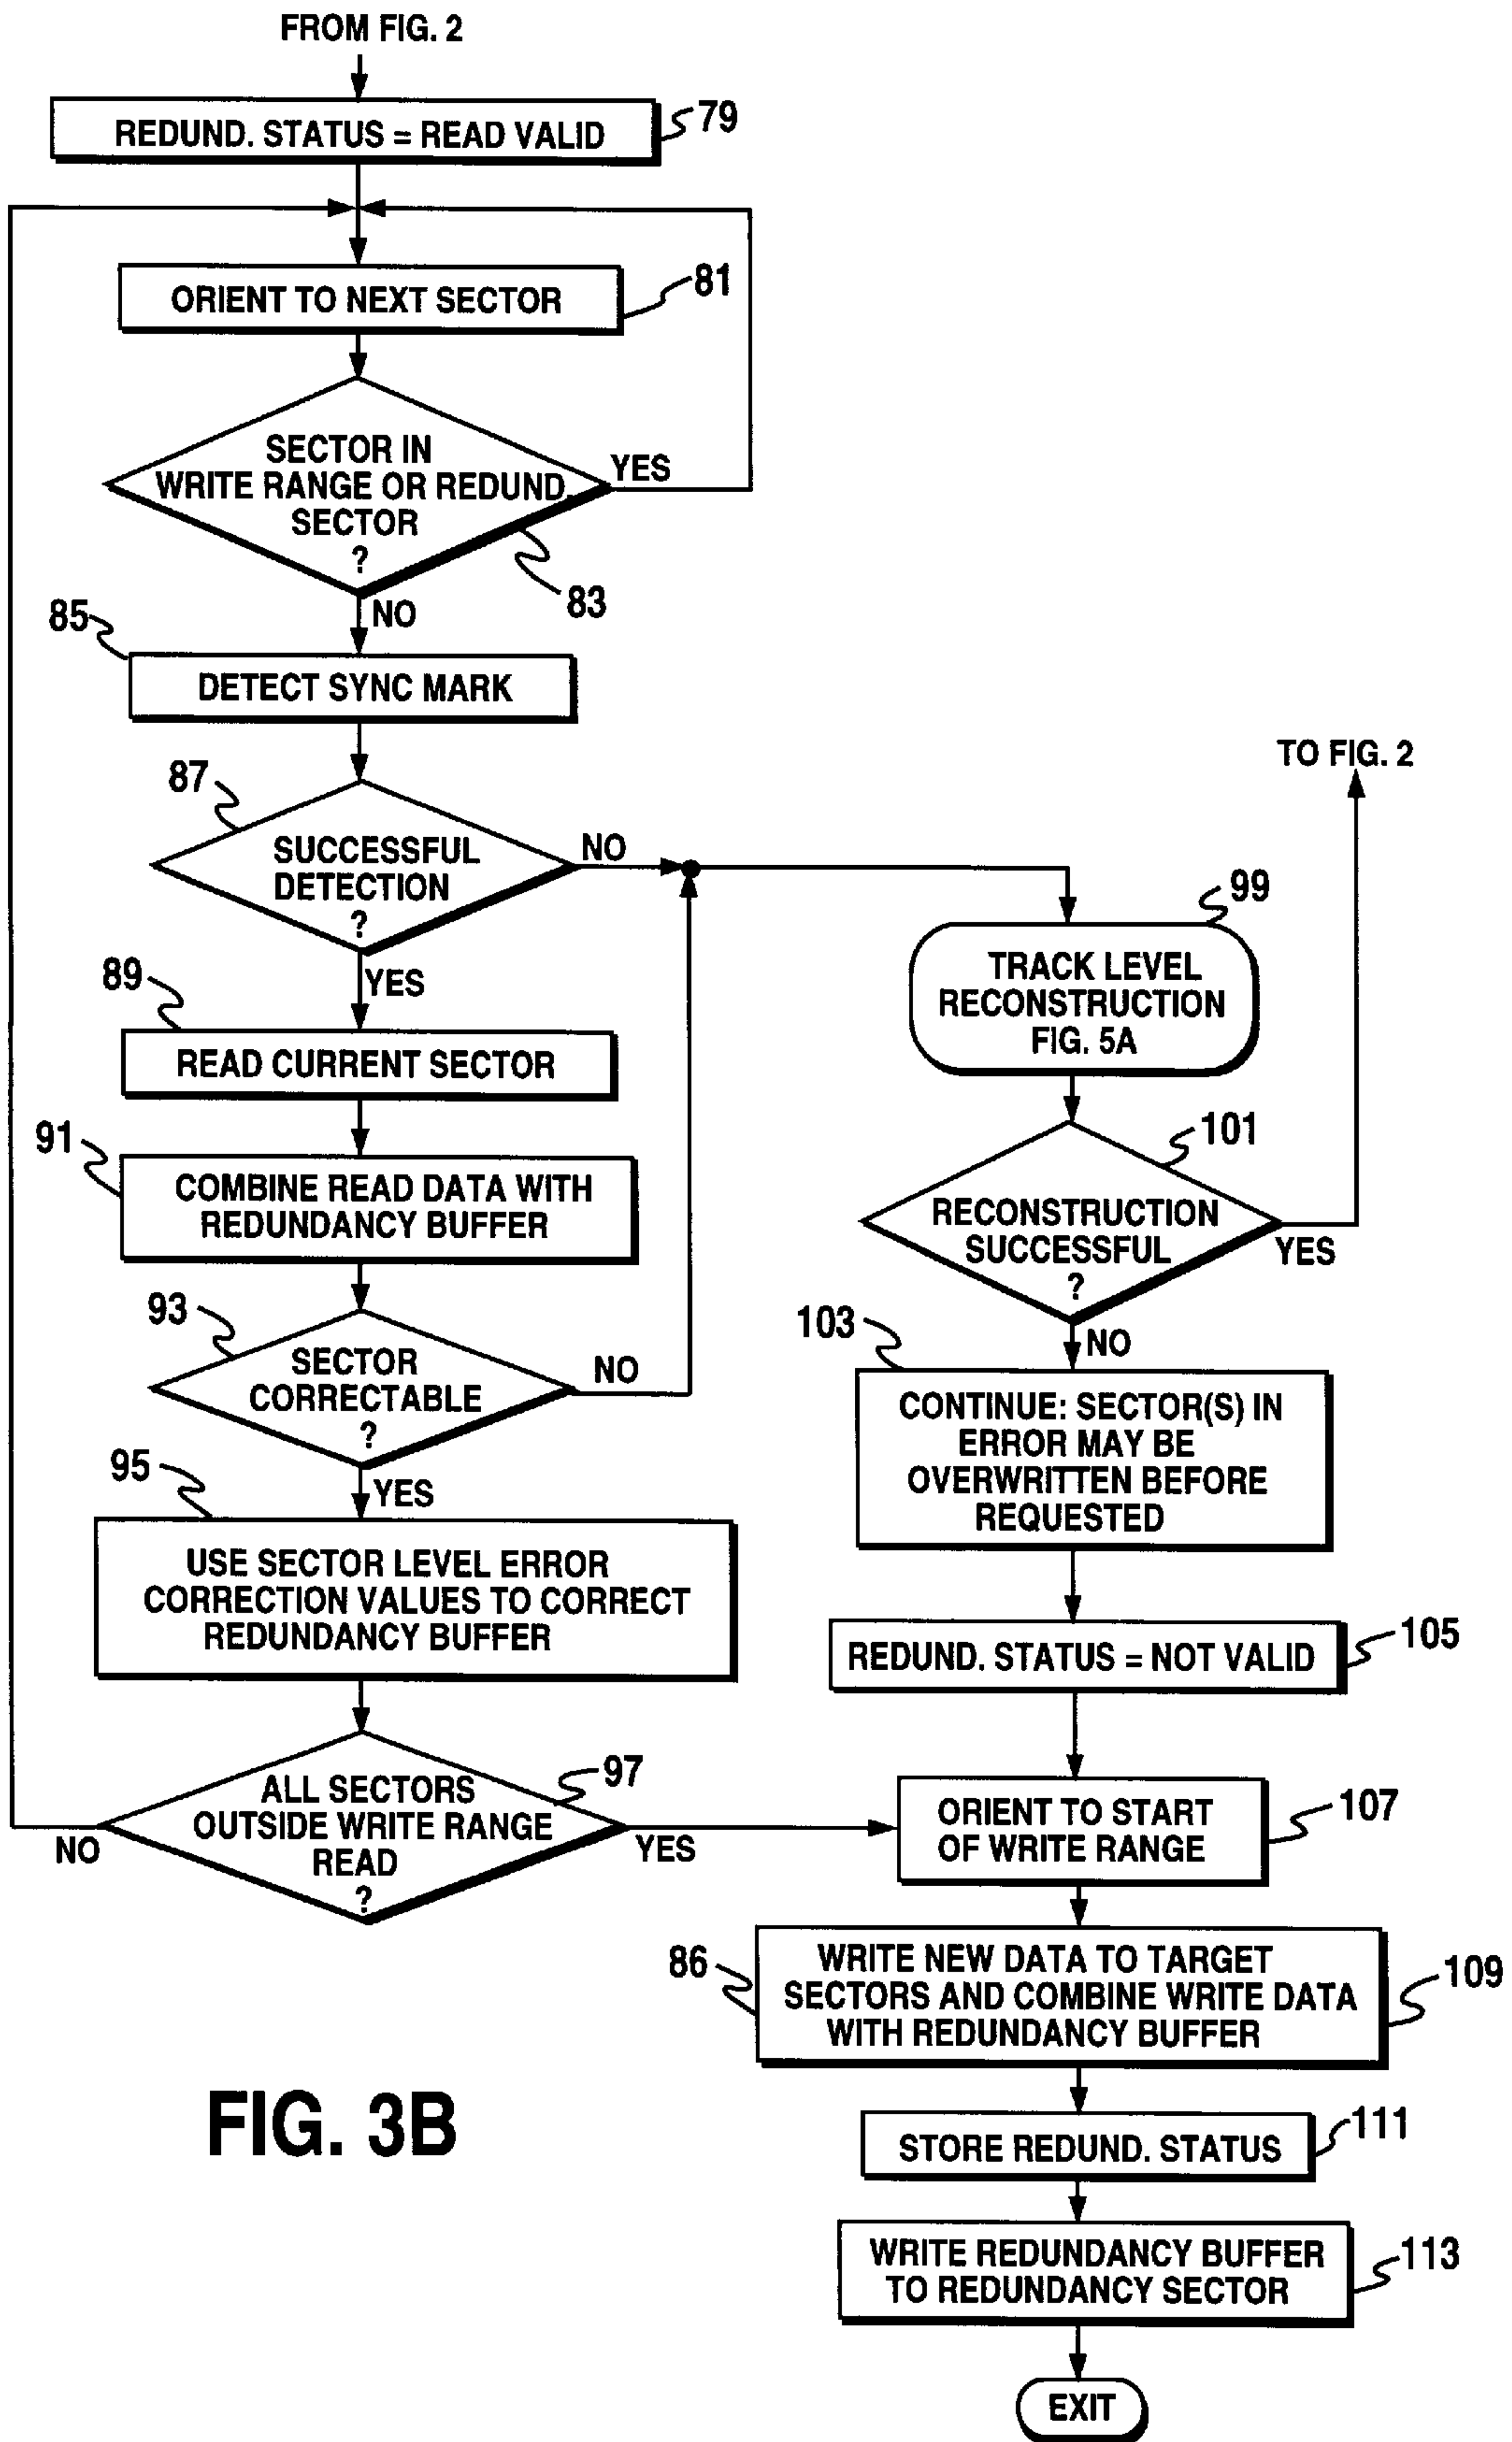 FROM FIG. 2
REDUND. STATUS = READ VALID
79
ORIENT TO NEXT SECTOR
81
SECTOR IN
WRITE RANGE OR REDUND.
SECTOR
?
YES
83
NO
85
DETECT SYNC MARK
87
SUCCESSFUL
DETECTION
?
NO
YES
89
READ CURRENT SECTOR
91
COMBINE READ DATA WITH
REDUNDANCY BUFFER
93
SECTOR
CORRECTABLE
?
NO
YES
95
USE SECTOR LEVEL ERROR
CORRECTION VALUES TO CORRECT
REDUNDANCY BUFFER
97
ALL SECTORS
OUTSIDE WRITE RANGE
READ
?
NO
YES
TO FIG. 2
99
TRACK LEVEL
RECONSTRUCTION
FIG. 5A
101
RECONSTRUCTION
SUCCESSFUL
?
YES
NO
103
CONTINUE: SECTOR(S) IN
ERROR MAY BE
OVERWRITTEN BEFORE
REQUESTED
REDUND. STATUS = NOT VALID
105
ORIENT TO START
OF WRITE RANGE
107
86
WRITE NEW DATA TO TARGET
SECTORS AND COMBINE WRITE DATA
WITH REDUNDANCY BUFFER
109
STORE REDUND. STATUS
111
WRITE REDUNDANCY BUFFER
TO REDUNDANCY SECTOR
113
EXIT
FIG. 3B